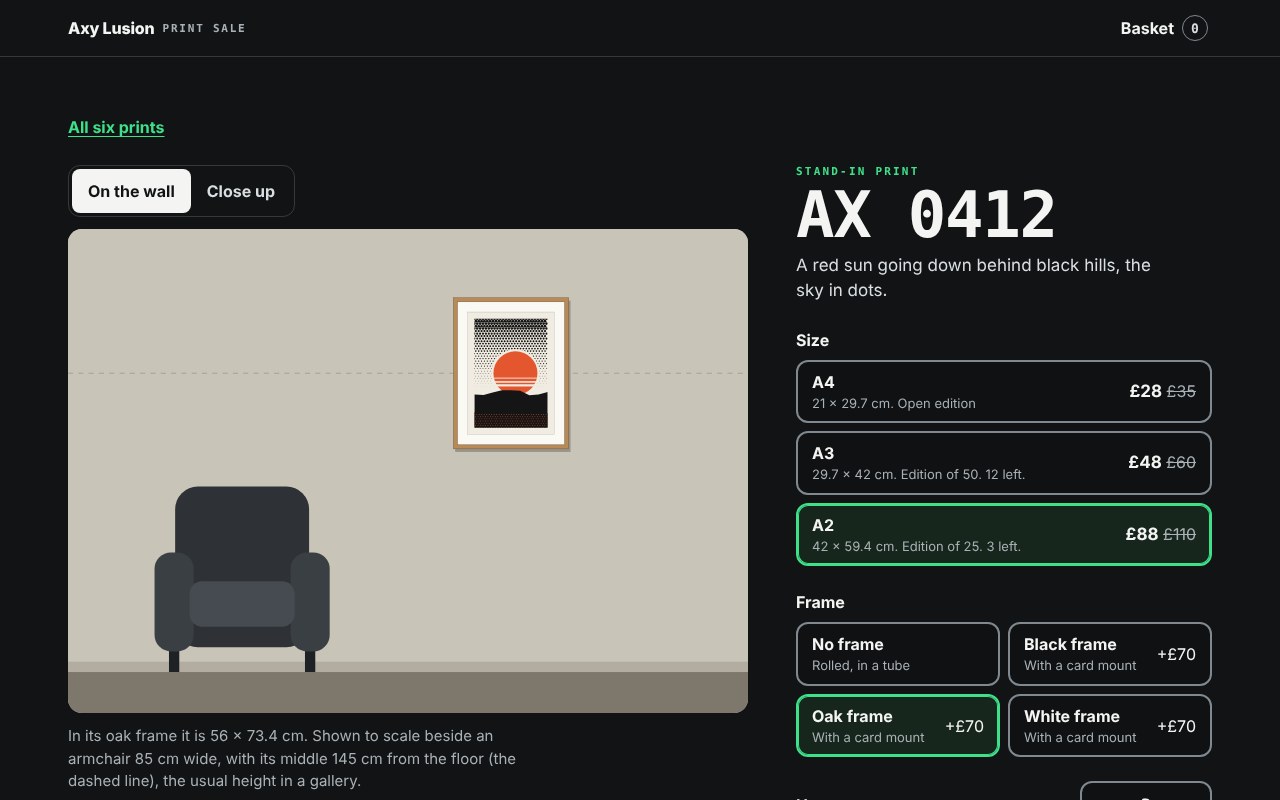 Axy Lusion PRINT SALE
Basket 0
All six prints
On the wall
Close up
In its oak frame it is 56 × 73.4 cm. Shown to scale beside an
armchair 85 cm wide, with its middle 145 cm from the floor (the
dashed line), the usual height in a gallery.
STAND-IN PRINT
AX 0412
A red sun going down behind black hills, the
sky in dots.
Size
A4
21 × 29.7 cm. Open edition
£28 £35
A3
29.7 × 42 cm. Edition of 50. 12 left.
£48 £60
A2
42 × 59.4 cm. Edition of 25. 3 left.
£88 £110
Frame
No frame
Rolled, in a tube
Black frame
With a card mount
+£70
Oak frame
With a card mount
+£70
White frame
With a card mount
+£70